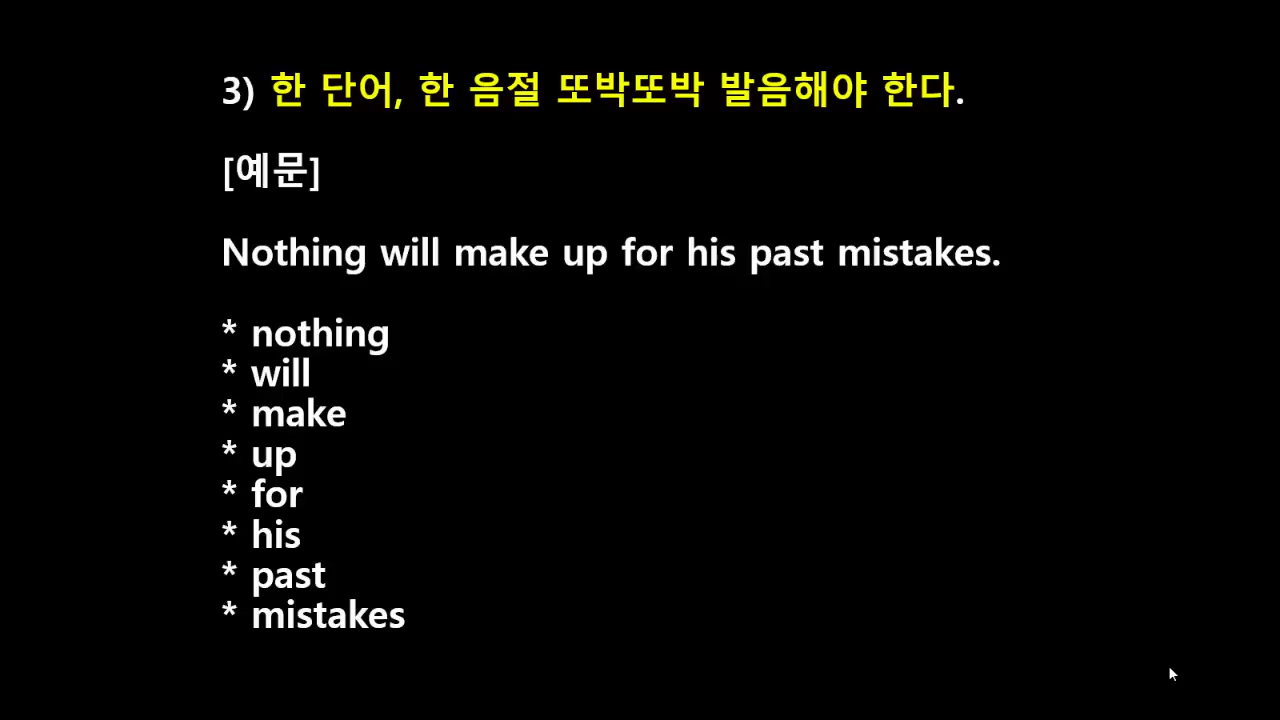 3) 한 단어, 한 음절 또박또박 발음해야 한다.
[예문]
Nothing will make up for his past mistakes.
* nothing
* will
* make
* up
* for
* his
* past
* mistakes